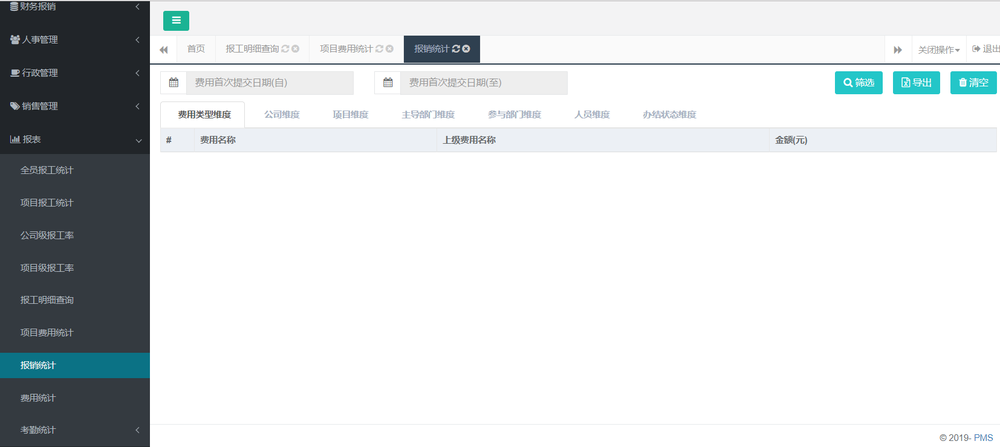 财务报销
人事管理
行政管理
销售管理
报表
全员报工统计
项目报工统计
公司级报工率
项目级报工率
报工明细查询
项目费用统计
报销统计
费用统计
考勤统计
首页
报工明细查询
项目费用统计
报销统计
关闭操作
退出
费用首次提交日期(自)
费用首次提交日期(至)
筛选
导出
清空
费用类型维度
公司维度
项目维度
主导部门维度
参与部门维度
人员维度
办结状态维度
#
费用名称
上级费用名称
金额(元)
© 2019- PMS